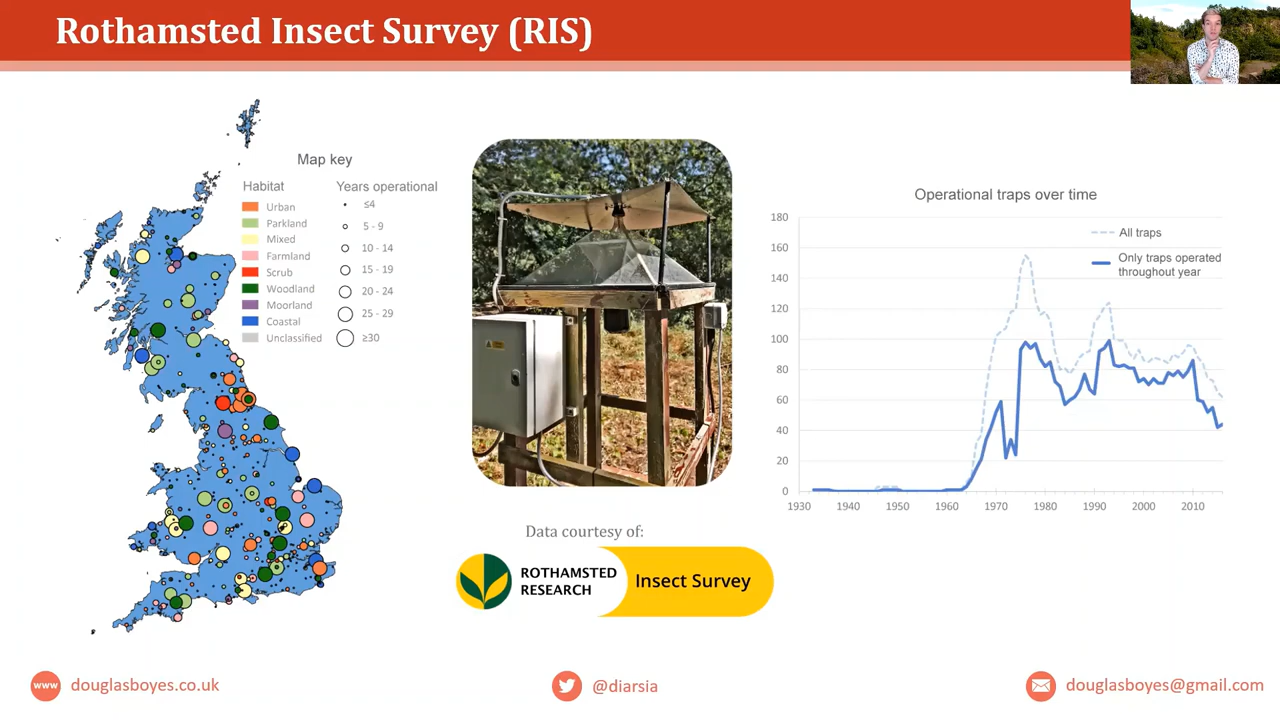 Rothamsted Insect Survey (RIS)
Map key
Habitat
Urban
Parkland
Mixed
Farmland
Scrub
Woodland
Moorland
Coastal
Unclassified
Years operational
≤4
5 - 9
10 - 14
15 - 19
20 - 24
25 - 29
≥30
Data courtesy of:
ROTHAMSTED
RESEARCH
Insect Survey
Operational traps over time
All traps
Only traps operated
throughout year
180
160
140
120
100
80
60
40
20
0
1930 1940 1950 1960 1970 1980 1990 2000 2010
www douglasboyes.co.uk
@diarsia
douglasboyes@gmail.com